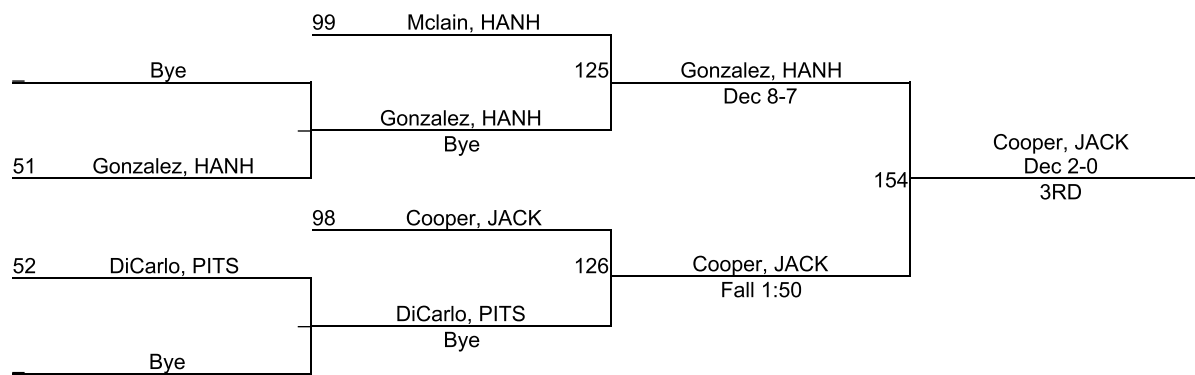 99 Mclain, HANH
_ Bye
125 Gonzalez, HANH
Dec 8-7
_ Gonzalez, HANH
Bye
51 Gonzalez, HANH
Cooper, JACK
Dec 2-0
154
3RD
98 Cooper, JACK
52 DiCarlo, PITS
126 Cooper, JACK
Fall 1:50
_ DiCarlo, PITS
Bye
_ Bye